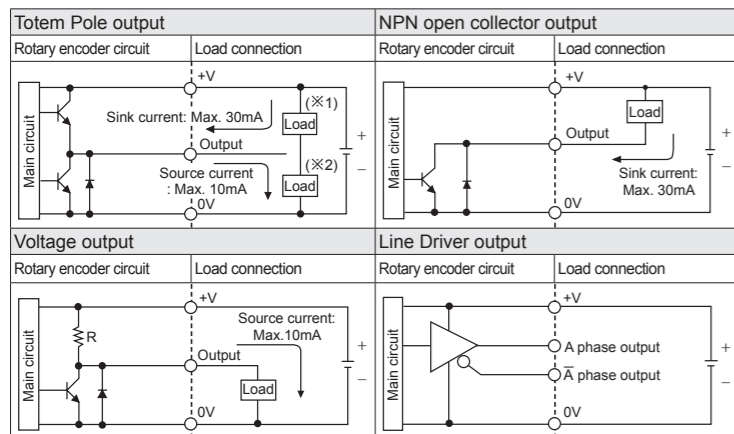 Totem Pole output
Rotary encoder circuit
Load connection
Main circuit
+V
(※1)
Load
Sink current: Max. 30mA
Output
(※2)
Source current
: Max. 10mA
Load
0V
+
−
NPN open collector output
Rotary encoder circuit
Load connection
Main circuit
+V
Load
Output
Sink current:
Max. 30mA
0V
+
−
Voltage output
Rotary encoder circuit
Load connection
Main circuit
+V
R
Source current:
Max.10mA
Output
Load
0V
+
−
Line Driver output
Rotary encoder circuit
Load connection
Main circuit
+V
A phase output
A̅ phase output
0V
+
−